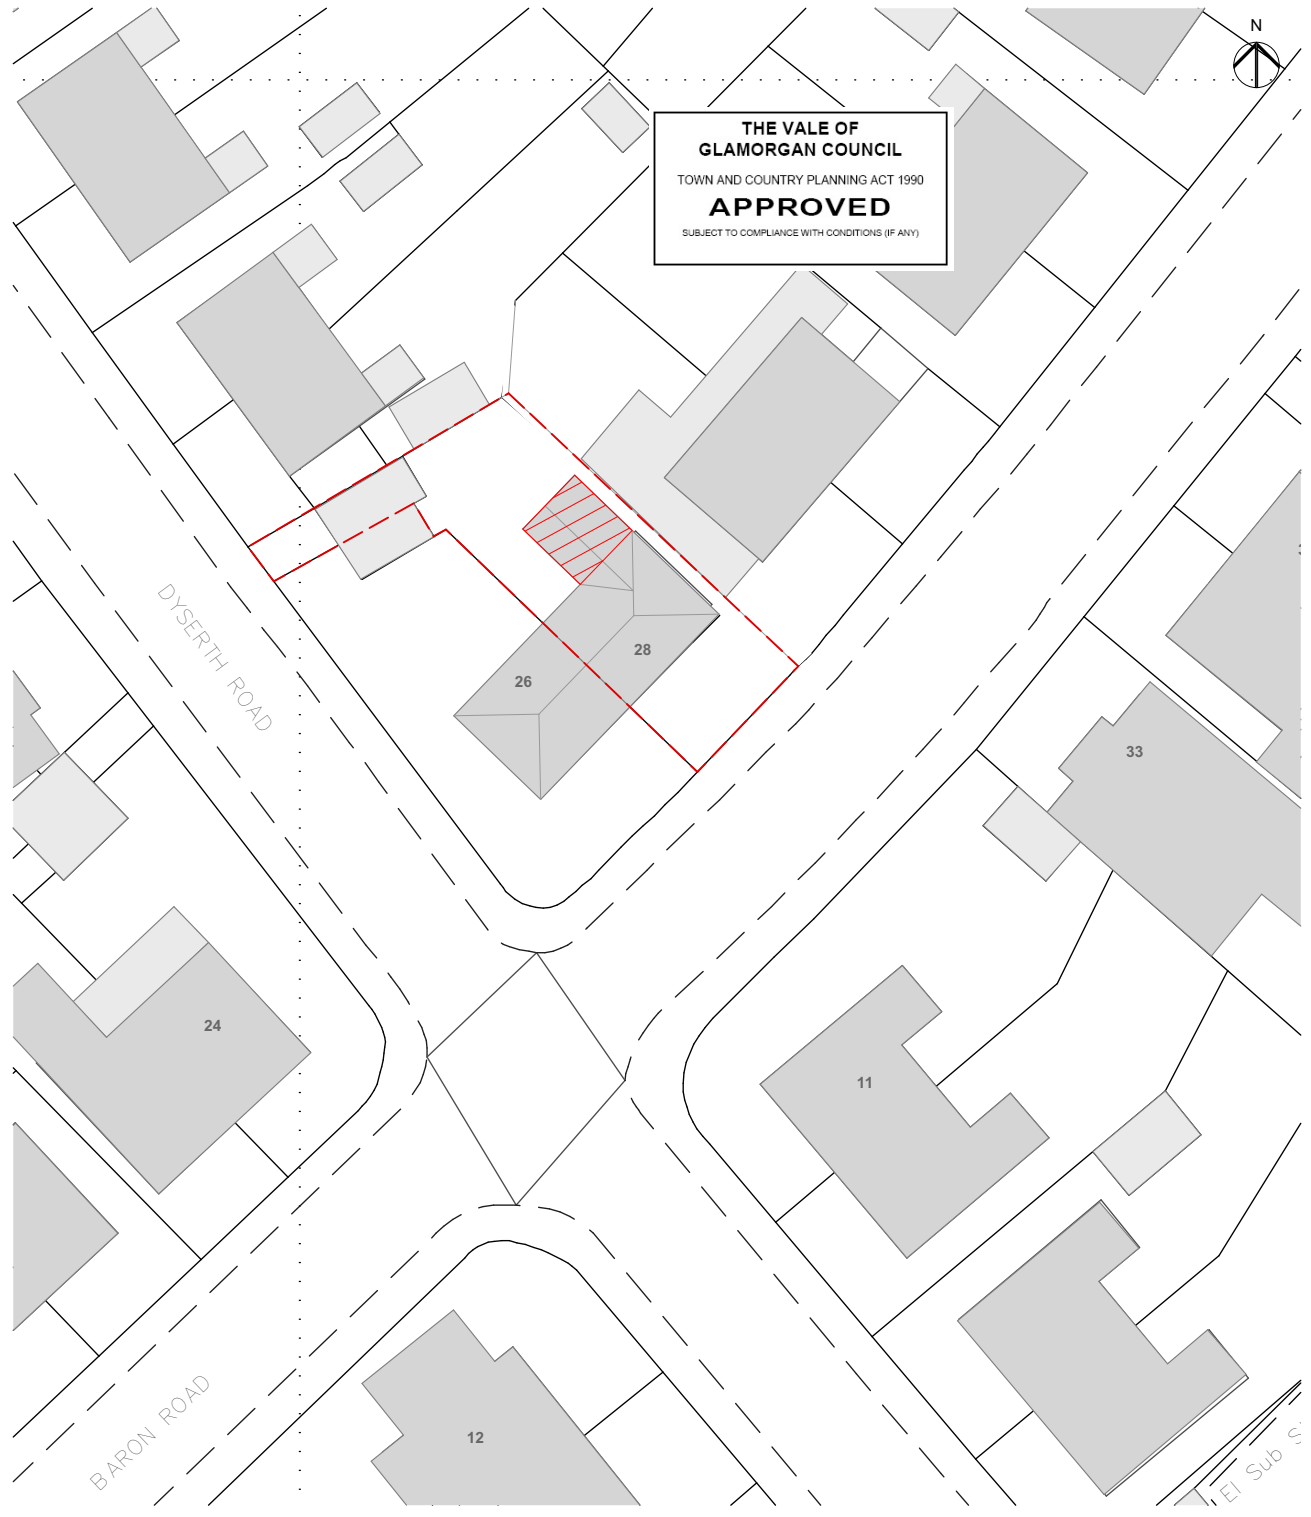 N
THE VALE OF
GLAMORGAN COUNCIL
TOWN AND COUNTRY PLANNING ACT 1990
APPROVED
SUBJECT TO COMPLIANCE WITH CONDITIONS (IF ANY)
DYSERTH ROAD
28
26
33
24
11
12
BARON ROAD
El Sub S